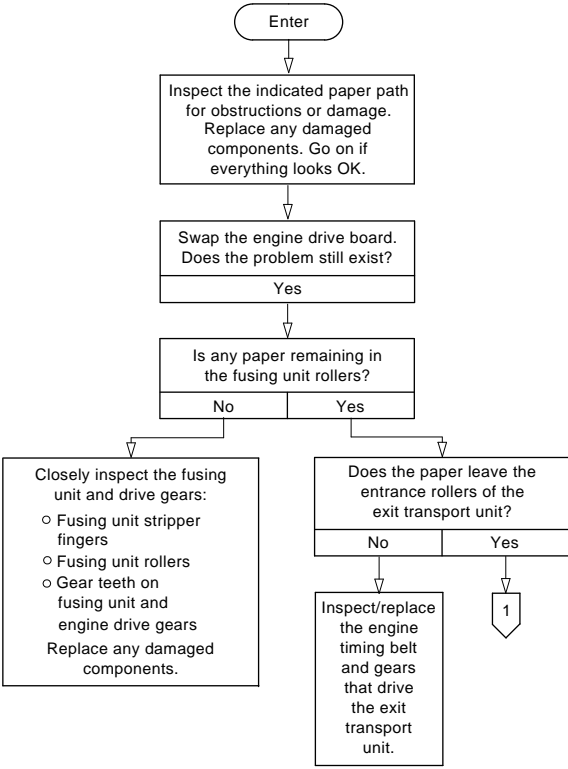 Enter
Inspect the indicated paper path
for obstructions or damage.
Replace any damaged
components. Go on if
everything looks OK.
Swap the engine drive board.
Does the problem still exist?
Yes
Is any paper remaining in
the fusing unit rollers?
No
Yes
Closely inspect the fusing
unit and drive gears:
Fusing unit stripper
fingers
Fusing unit rollers
Gear teeth on
fusing unit and
engine drive gears
Replace any damaged
components.
Does the paper leave the
entrance rollers of the
exit transport unit?
No
Yes
Inspect/replace
the engine
timing belt
and gears
that drive
the exit
transport
unit.
1